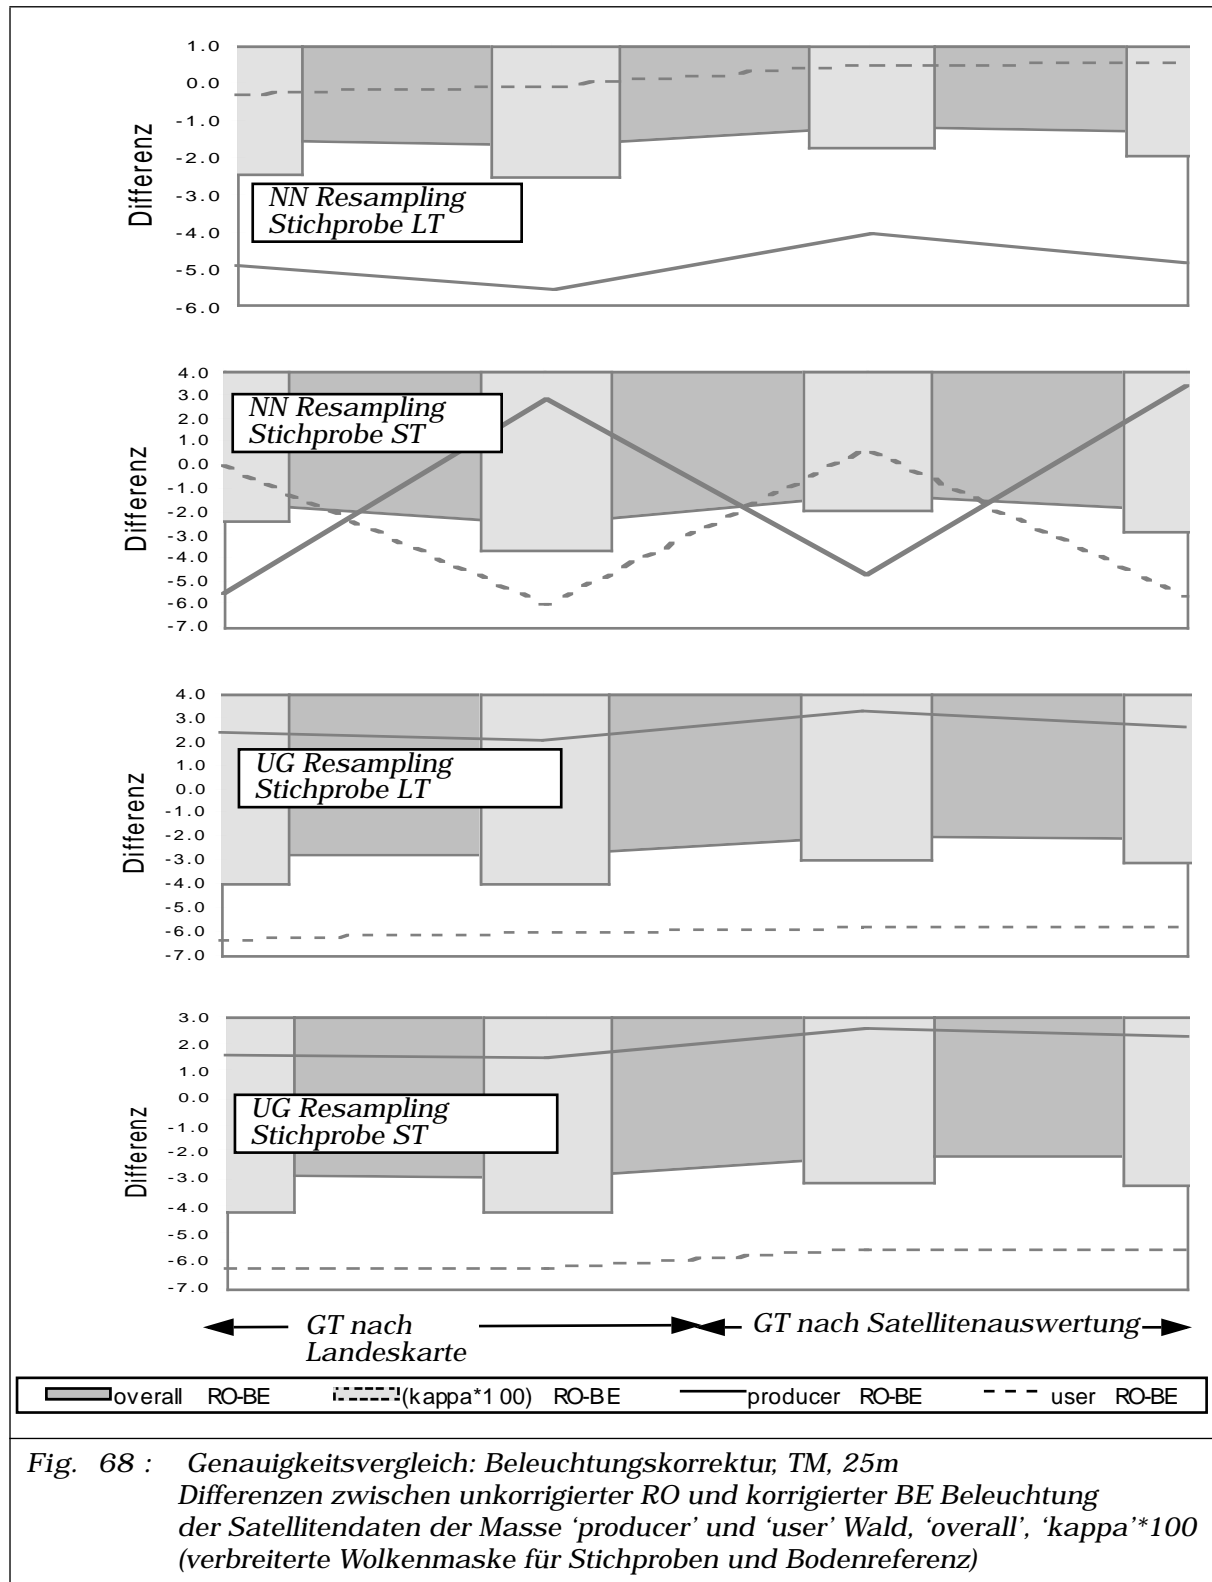 1.0
0.0
-1.0
-2.0
-3.0
-4.0
-5.0
-6.0
Differenz
NN Resampling
Stichprobe LT
4.0
3.0
2.0
1.0
0.0
-1.0
-2.0
-3.0
-4.0
-5.0
-6.0
-7.0
Differenz
NN Resampling
Stichprobe ST
4.0
3.0
2.0
1.0
0.0
-1.0
-2.0
-3.0
-4.0
-5.0
-6.0
-7.0
Differenz
UG Resampling
Stichprobe LT
3.0
2.0
1.0
0.0
-1.0
-2.0
-3.0
-4.0
-5.0
-6.0
-7.0
Differenz
UG Resampling
Stichprobe ST
GT nach
Landeskarte
GT nach Satellitenauswertung
overall RO-BE (kappa*100) RO-BE producer RO-BE user RO-BE
Fig. 68 : Genauigkeitsvergleich: Beleuchtungskorrektur, TM, 25m
Differenzen zwischen unkorrigierter RO und korrigierter BE Beleuchtung
der Satellitendaten der Masse ‘producer’ und ‘user’ Wald, ‘overall’, ‘kappa’*100
(verbreiterte Wolkenmaske für Stichproben und Bodenreferenz)